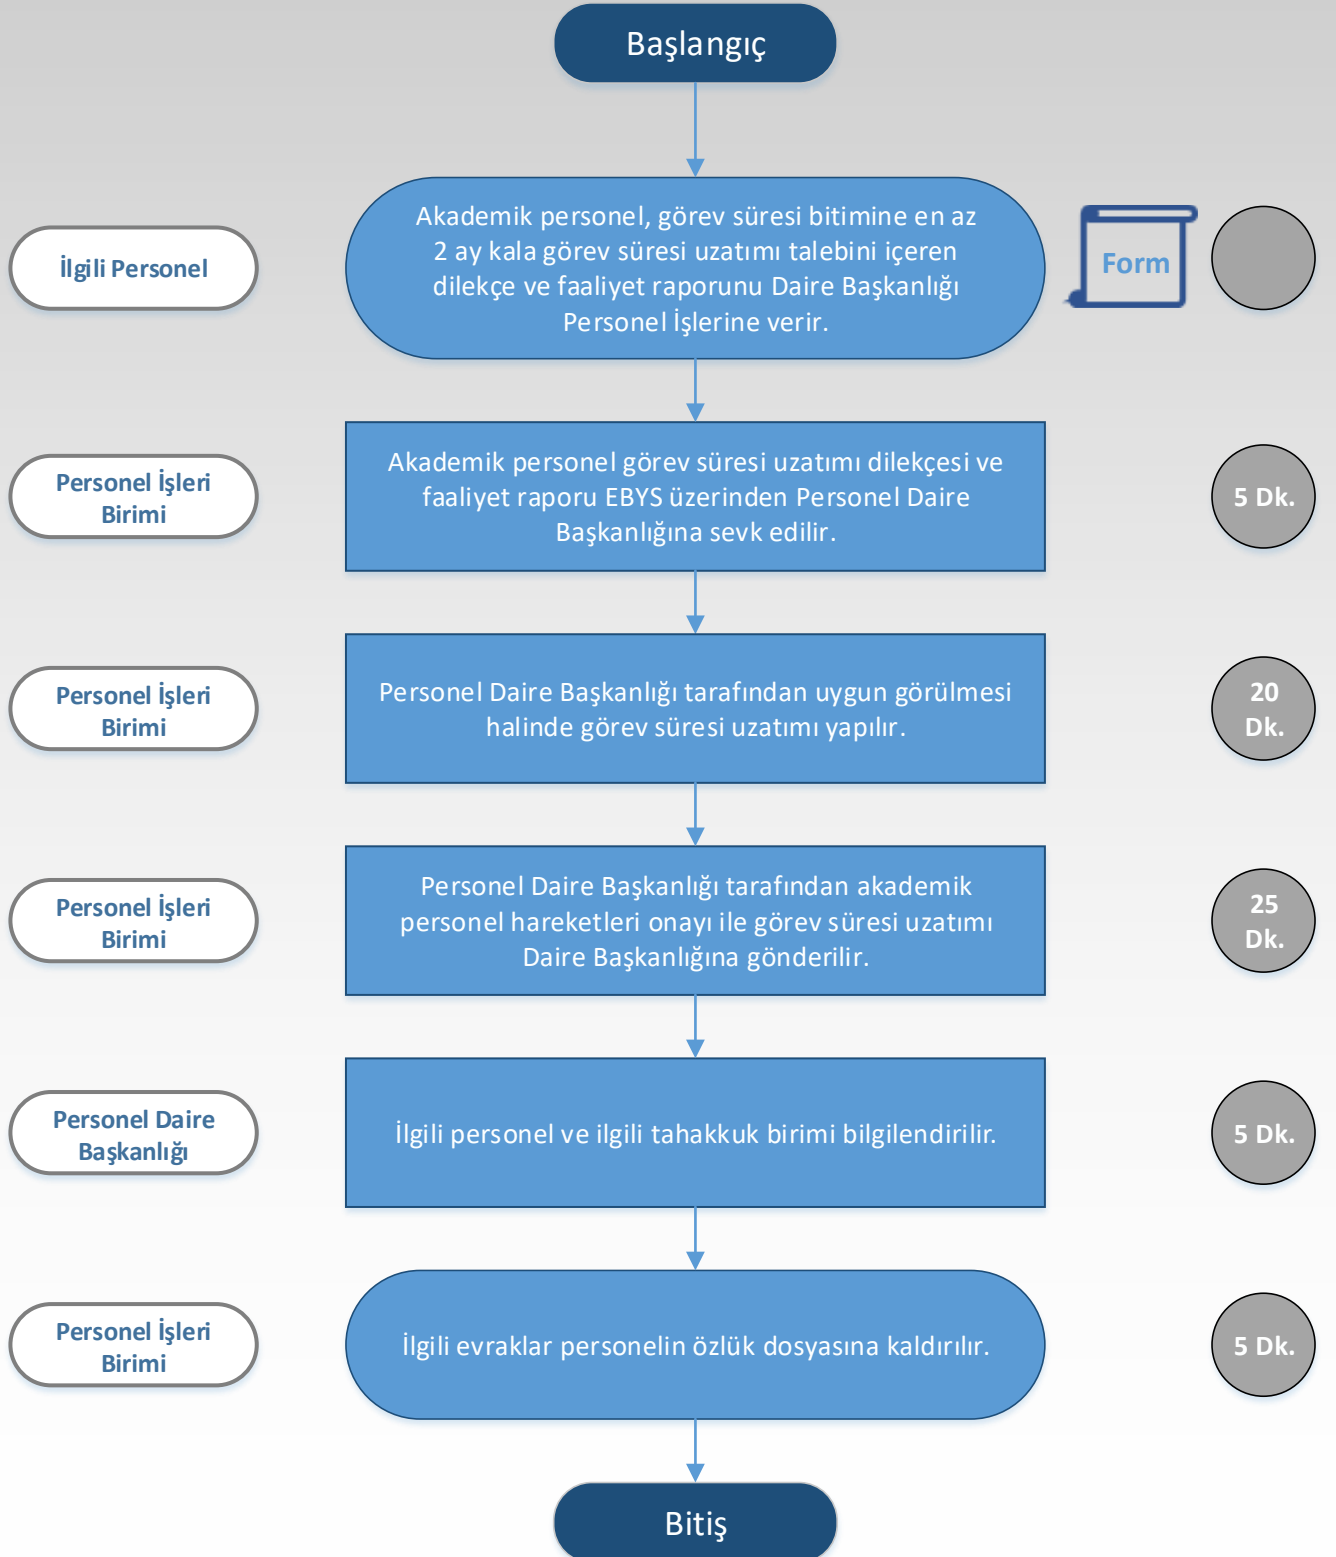 Başlangıç
İlgili Personel
Akademik personel, görev süresi bitimine en az
2 ay kala görev süresi uzatımı talebini içeren
dilekçe ve faaliyet raporunu Daire Başkanlığı
Personel İşlerine verir.
Form
Personel İşleri
Birimi
Akademik personel görev süresi uzatımı dilekçesi ve
faaliyet raporu EBYS üzerinden Personel Daire
Başkanlığına sevk edilir.
5 Dk.
Personel İşleri
Birimi
Personel Daire Başkanlığı tarafından uygun görülmesi
halinde görev süresi uzatımı yapılır.
20
Dk.
Personel İşleri
Birimi
Personel Daire Başkanlığı tarafından akademik
personel hareketleri onayı ile görev süresi uzatımı
Daire Başkanlığına gönderilir.
25
Dk.
Personel Daire
Başkanlığı
İlgili personel ve ilgili tahakkuk birimi bilgilendirilir.
5 Dk.
Personel İşleri
Birimi
İlgili evraklar personelin özlük dosyasına kaldırılır.
5 Dk.
Bitiş